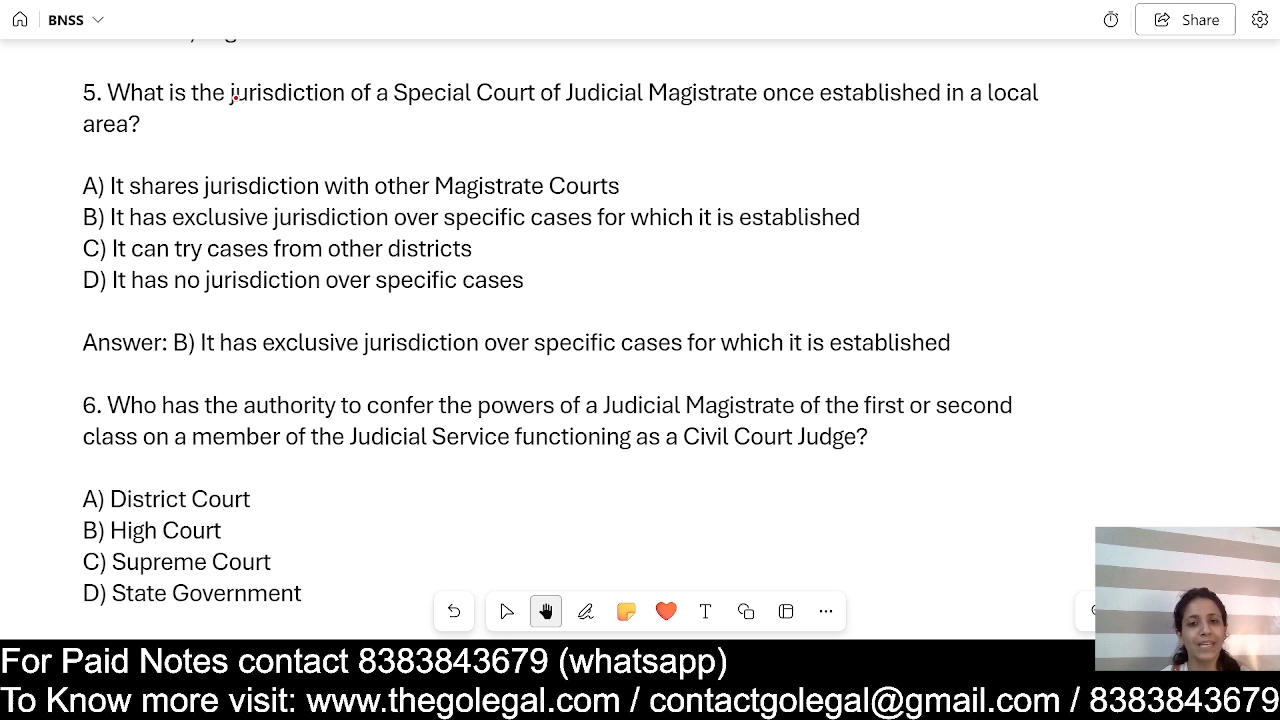 BNSS
Share
5. What is the jurisdiction of a Special Court of Judicial Magistrate once established in a local
area?
A) It shares jurisdiction with other Magistrate Courts
B) It has exclusive jurisdiction over specific cases for which it is established
C) It can try cases from other districts
D) It has no jurisdiction over specific cases
Answer: B) It has exclusive jurisdiction over specific cases for which it is established
6. Who has the authority to confer the powers of a Judicial Magistrate of the first or second
class on a member of the Judicial Service functioning as a Civil Court Judge?
A) District Court
B) High Court
C) Supreme Court
D) State Government
T
For Paid Notes contact 8383843679 (whatsapp)
To Know more visit: www.thegolegal.com / contactgolegal@gmail.com / 8383843679